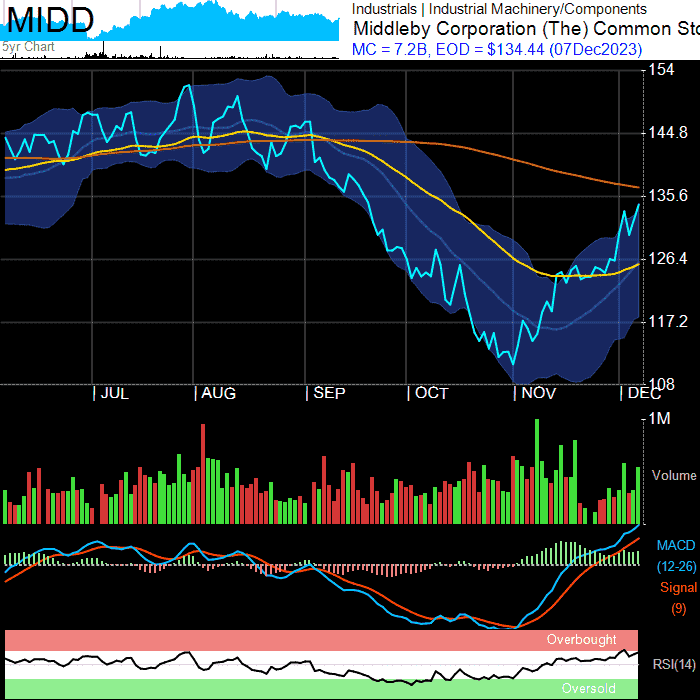 MIDD
5yr Chart
Industrials | Industrial Machinery/Components
Middleby Corporation (The) Common Sto
MC = 7.2B, EOD = $134.44 (07Dec2023)
154
144.8
135.6
126.4
117.2
108
| JUL | AUG | SEP | OCT | NOV | DEC
1M
Volume
MACD
(12-26)
Signal
(9)
Overbought
RSI(14)
Oversold